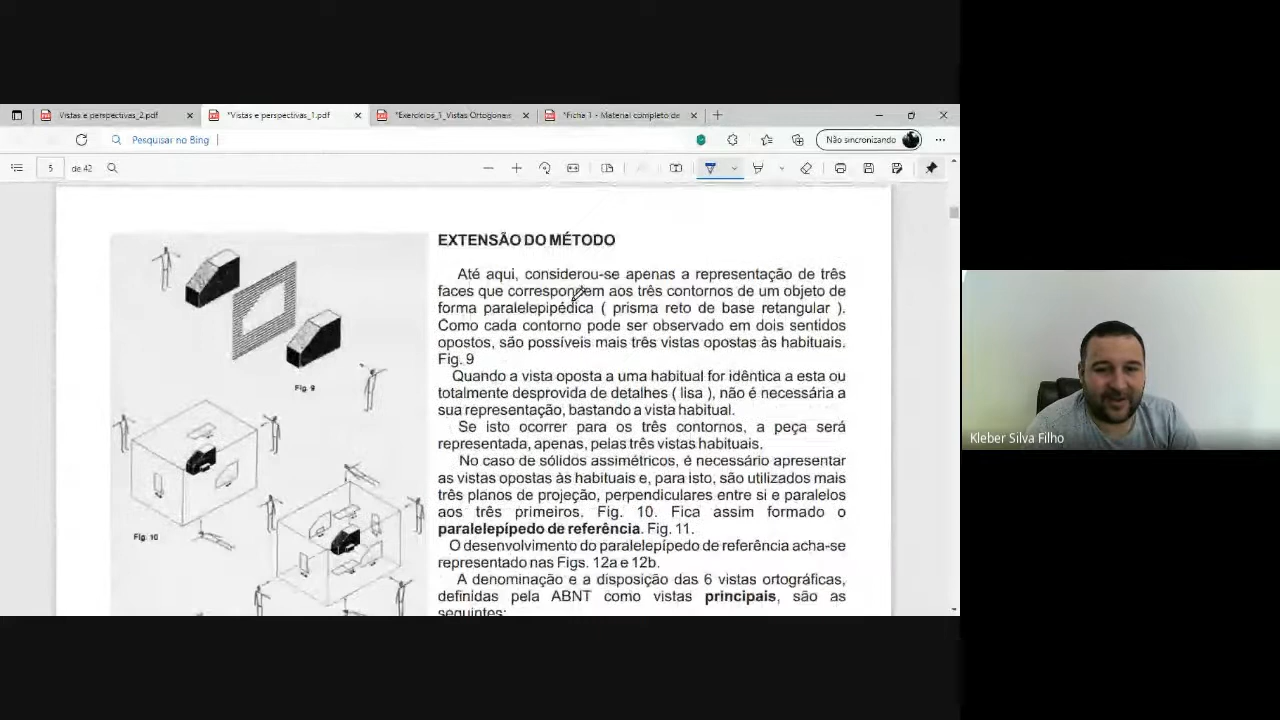 Vistas e perspectivas_2.pdf
*Vistas e perspectivas_1.pdf
*Exercícios_1_Vistas Ortogonais
*Ficha 1 - Material completo de
Pesquisar no Bing
Não sincronizando
5 de 42
EXTENSÃO DO MÉTODO
Até aqui, considerou-se apenas a representação de três
faces que correspondem aos três contornos de um objeto de
forma paralelepipédica ( prisma reto de base retangular ).
Como cada contorno pode ser observado em dois sentidos
opostos, são possíveis mais três vistas opostas às habituais.
Fig. 9
Quando a vista oposta a uma habitual for idêntica a esta ou
totalmente desprovida de detalhes ( lisa ), não é necessária a
sua representação, bastando a vista habitual.
Se isto ocorrer para os três contornos, a peça será
representada, apenas, pelas três vistas habituais.
No caso de sólidos assimétricos, é necessário apresentar
as vistas opostas às habituais e, para isto, são utilizados mais
três planos de projeção, perpendiculares entre si e paralelos
aos três primeiros. Fig. 10. Fica assim formado o
paralelepípedo de referência. Fig. 11.
O desenvolvimento do paralelepípedo de referência acha-se
representado nas Figs. 12a e 12b.
A denominação e a disposição das 6 vistas ortográficas,
definidas pela ABNT como vistas principais, são as
seguintes:
Fig. 9
Fig. 10
Kleber Silva Filho